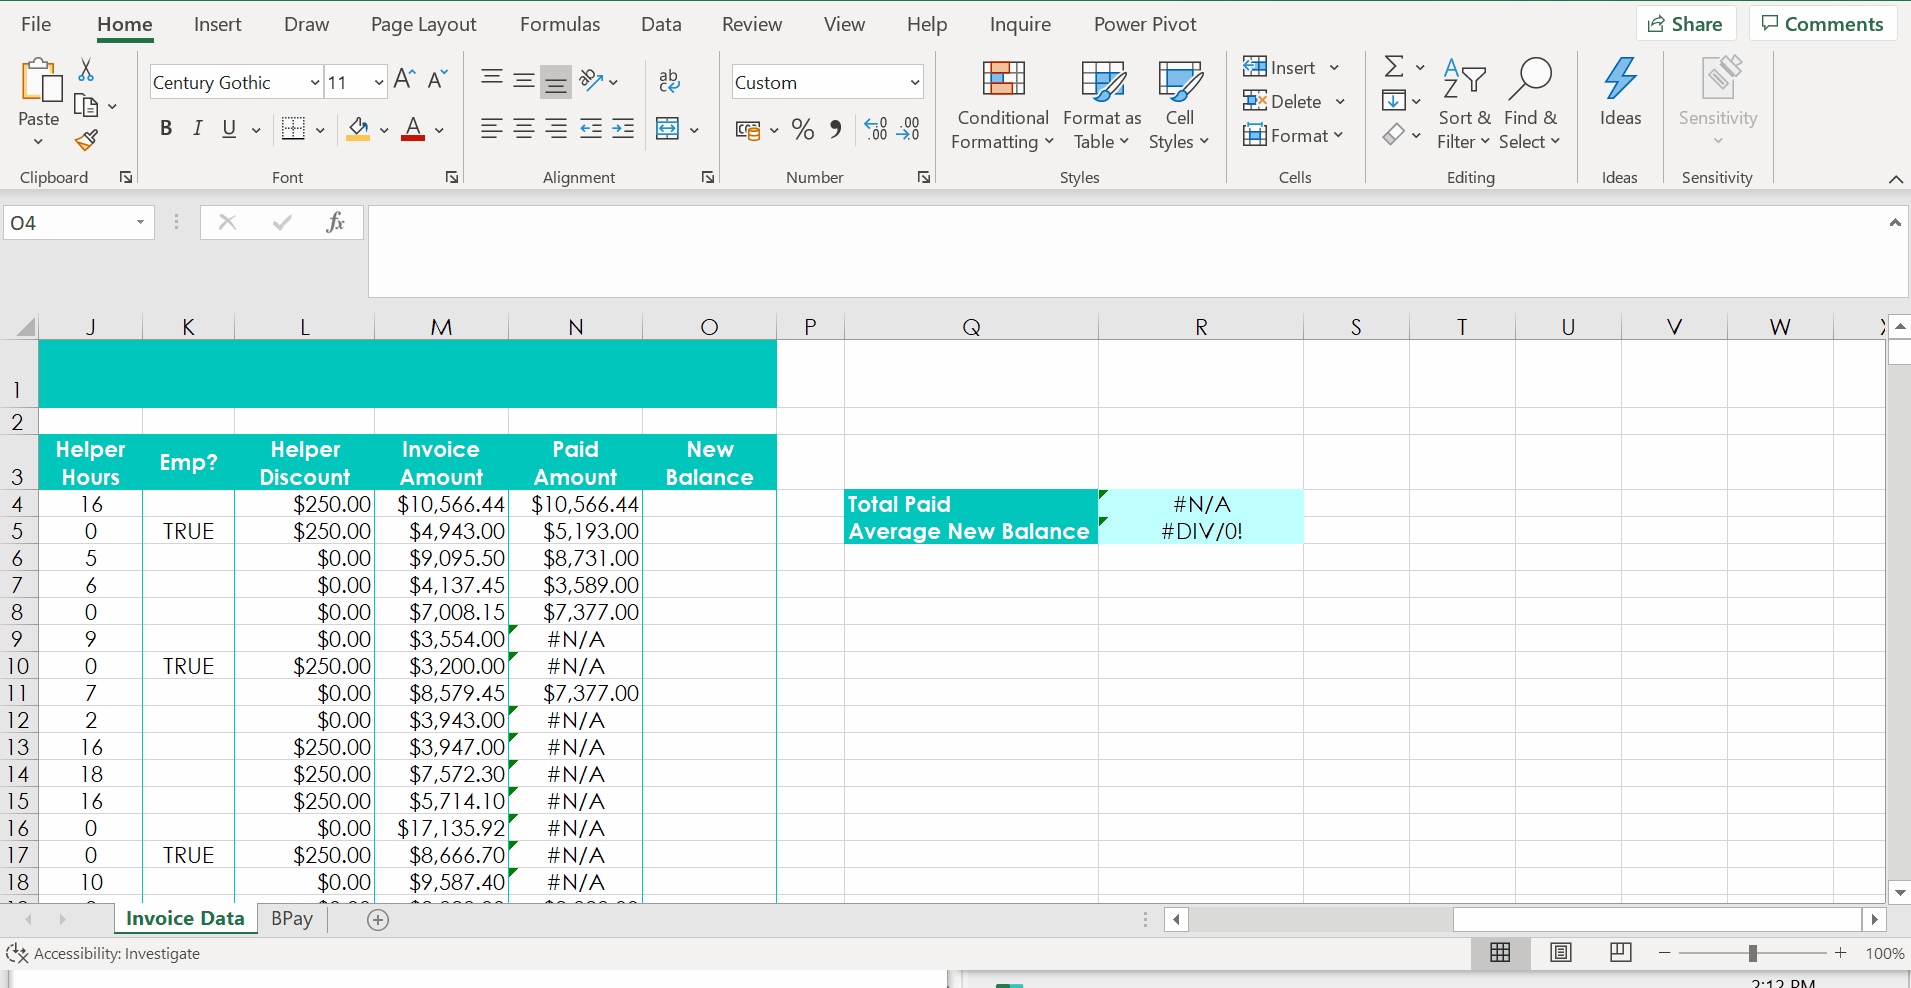 File Home Insert Draw Page Layout Formulas Data Review View Help Inquire Power Pivot Share Comments
Century Gothic 11 ab Custom Insert Σ A
Paste Conditional Format as Cell Delete Z Sort & Find & Ideas Sensitivity
B I U A % .00 .00 Formatting Table Styles Format Filter Select
Clipboard Font Alignment Number Styles Cells Editing Ideas Sensitivity
O4 fx
J K L M N O P Q R S T U V W
1
2
3 Helper Hours Emp? Helper Discount Invoice Amount Paid Amount New Balance
4 16 $250.00 $10,566.44 $10,566.44 Total Paid #N/A
5 0 TRUE $250.00 $4,943.00 $5,193.00 Average New Balance #DIV/0!
6 5 $0.00 $9,095.50 $8,731.00
7 6 $0.00 $4,137.45 $3,589.00
8 0 $0.00 $7,008.15 $7,377.00
9 9 $0.00 $3,554.00 #N/A
10 0 TRUE $250.00 $3,200.00 #N/A
11 7 $0.00 $8,579.45 $7,377.00
12 2 $0.00 $3,943.00 #N/A
13 16 $250.00 $3,947.00 #N/A
14 18 $250.00 $7,572.30 #N/A
15 16 $250.00 $5,714.10 #N/A
16 0 $0.00 $17,135.92 #N/A
17 0 TRUE $250.00 $8,666.70 #N/A
18 10 $0.00 $9,587.40 #N/A
Invoice Data BPay
Accessibility: Investigate 100%
2:12 PM